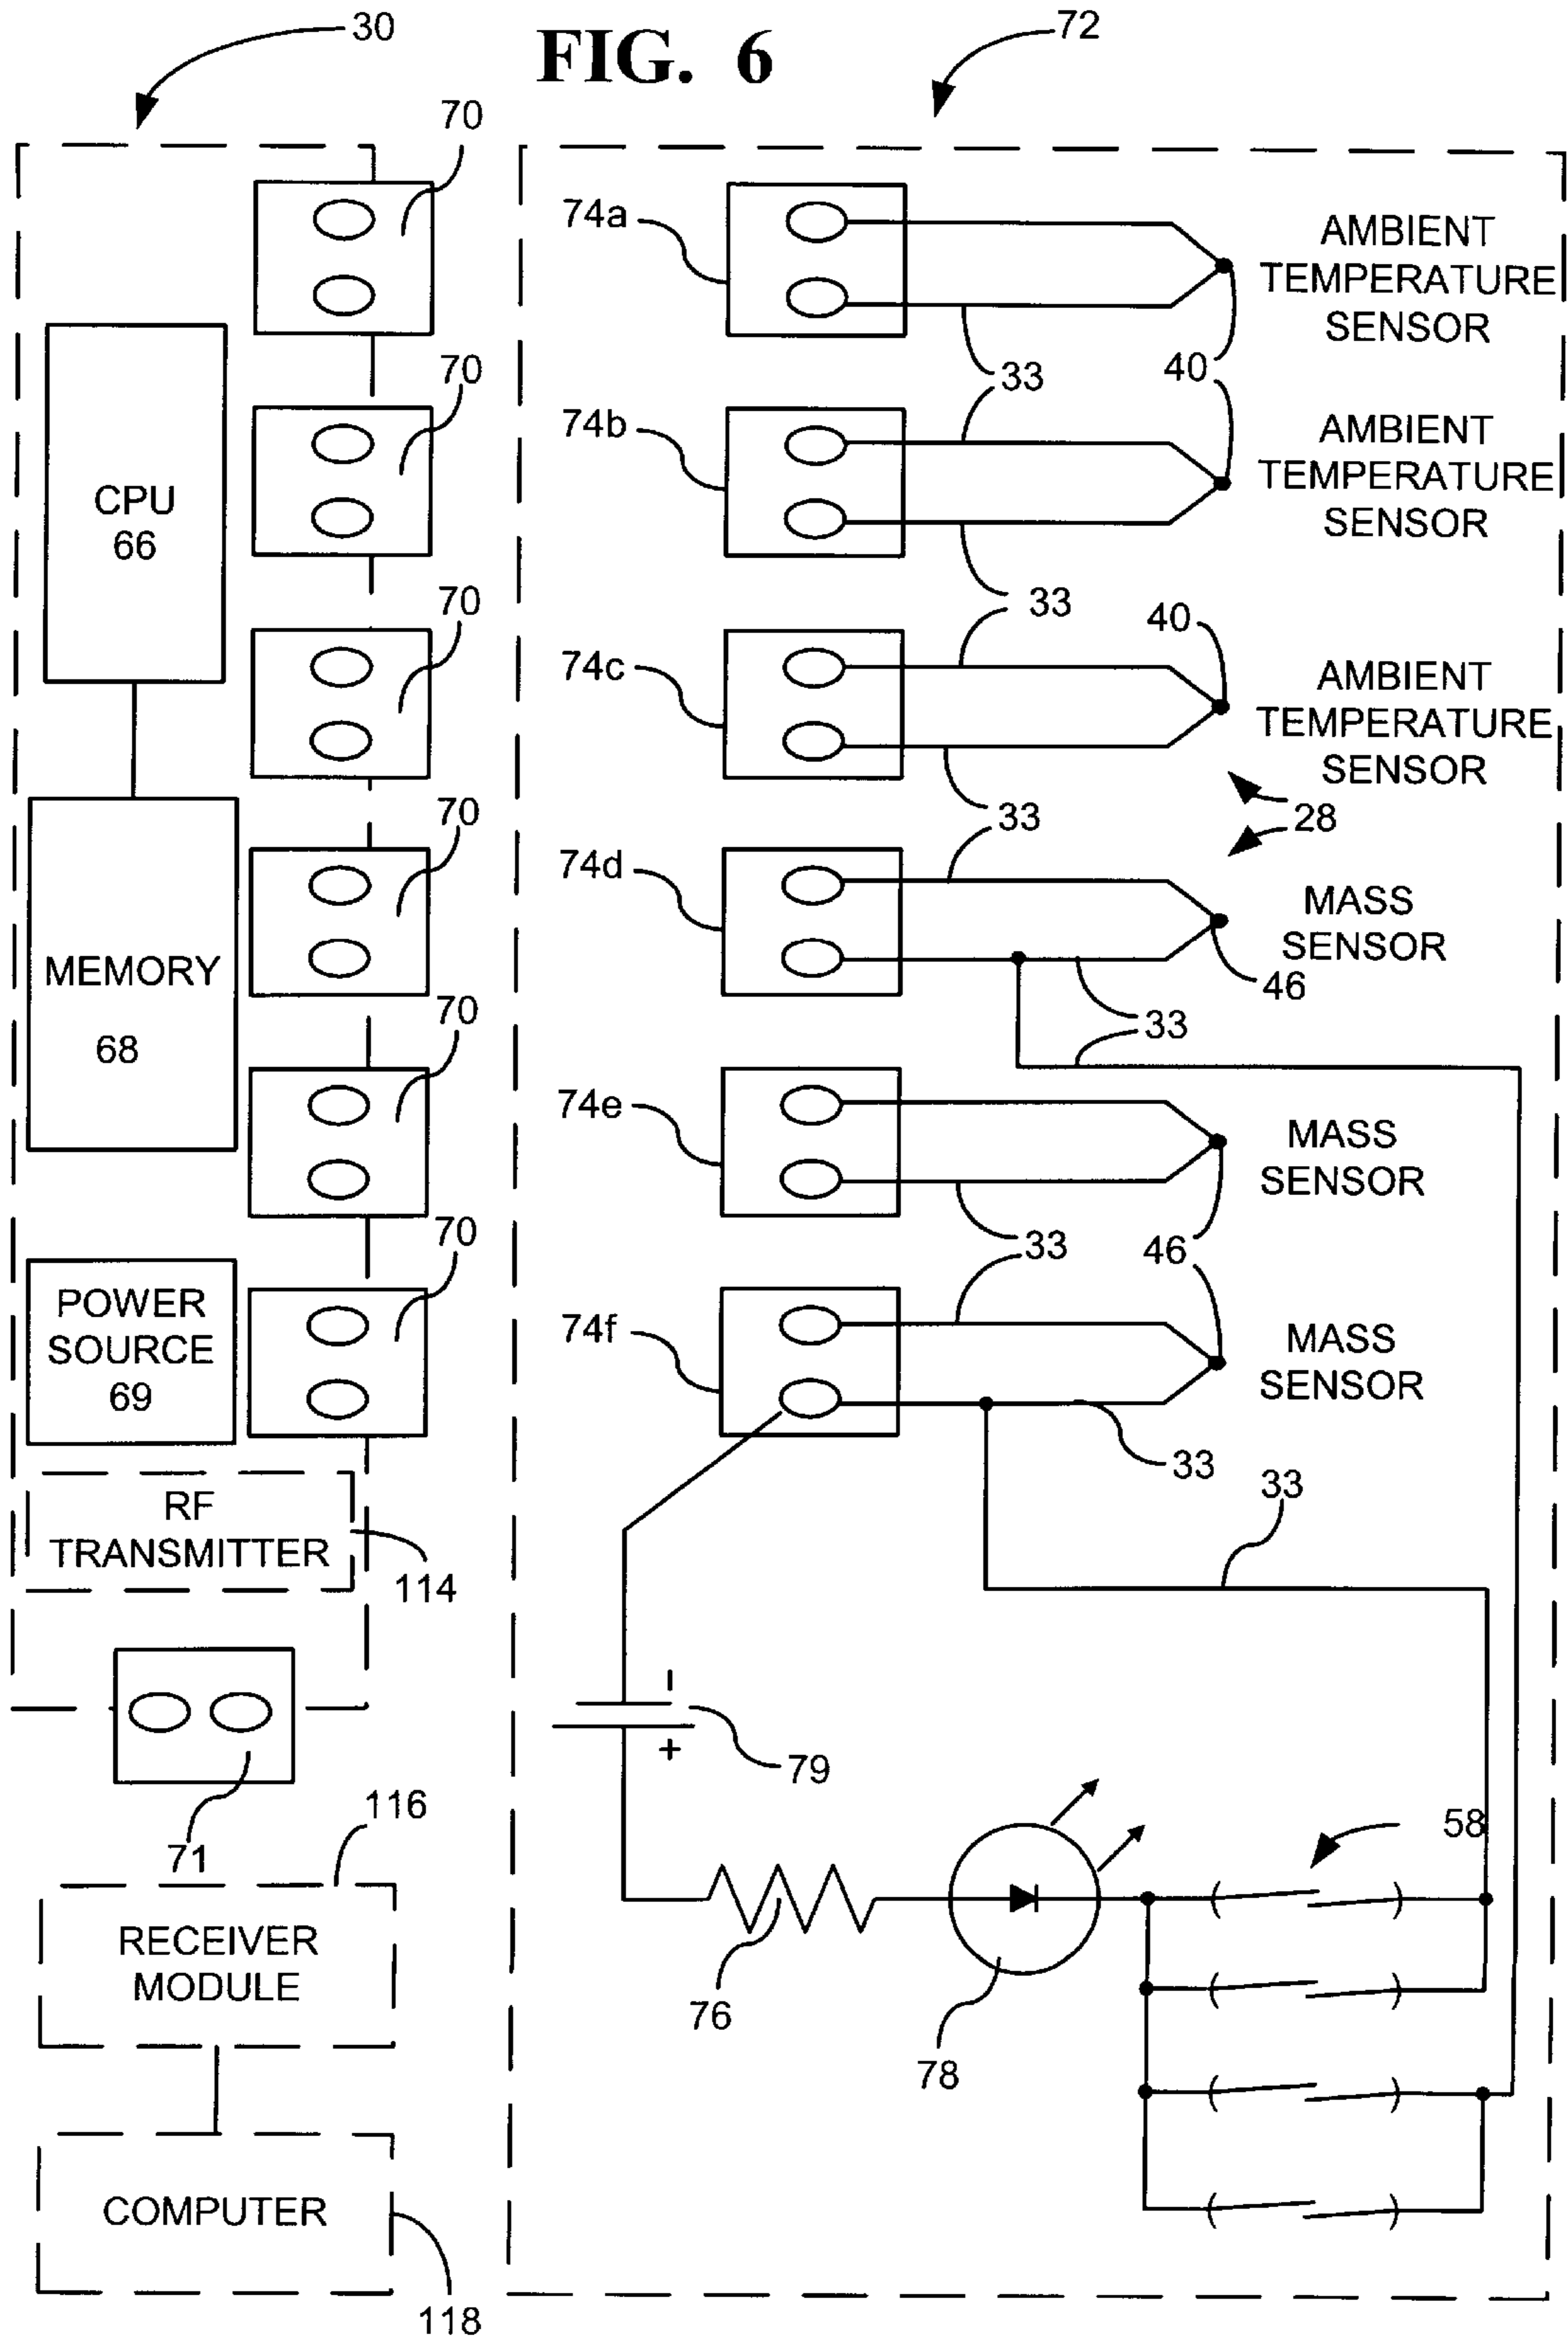 30
FIG. 6
72
70
74a
AMBIENT
TEMPERATURE
SENSOR
33
40
70
74b
AMBIENT
TEMPERATURE
SENSOR
CPU
66
70
33
40
74c
AMBIENT
TEMPERATURE
SENSOR
70
33
28
74d
MASS
SENSOR
46
MEMORY
68
70
33
74e
MASS
SENSOR
70
33
46
POWER
SOURCE
69
74f
MASS
SENSOR
33
33
RF
TRANSMITTER
114
-
+
79
71
116
58
RECEIVER
MODULE
76
78
COMPUTER
118